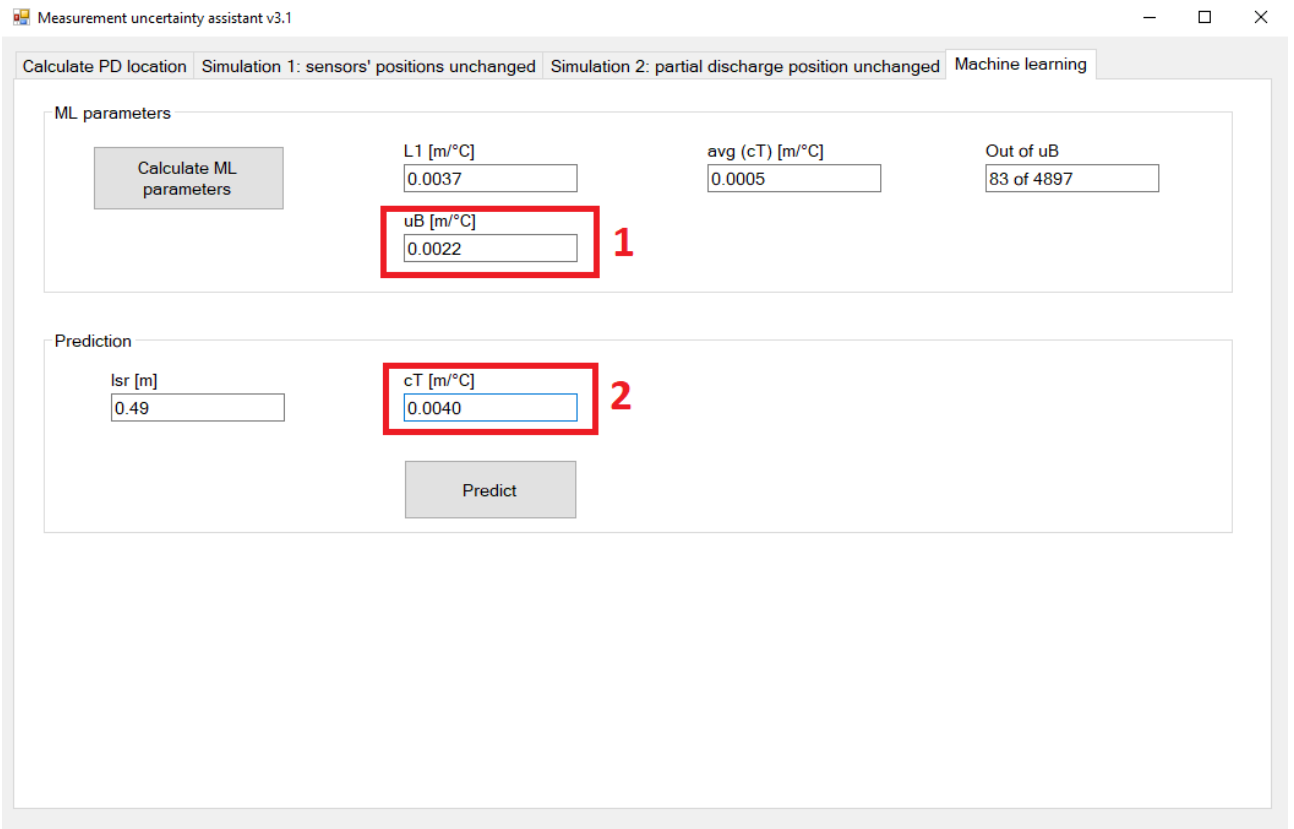 Measurement uncertainty assistant v3.1
Calculate PD location Simulation 1: sensors' positions unchanged Simulation 2: partial discharge position unchanged Machine learning
ML parameters
Calculate ML
parameters
L1 [m/°C]
0.0037
avg (cT) [m/°C]
0.0005
Out of uB
83 of 4897
uB [m/°C]
0.0022
1
Prediction
lsr [m]
0.49
cT [m/°C]
0.0040
2
Predict